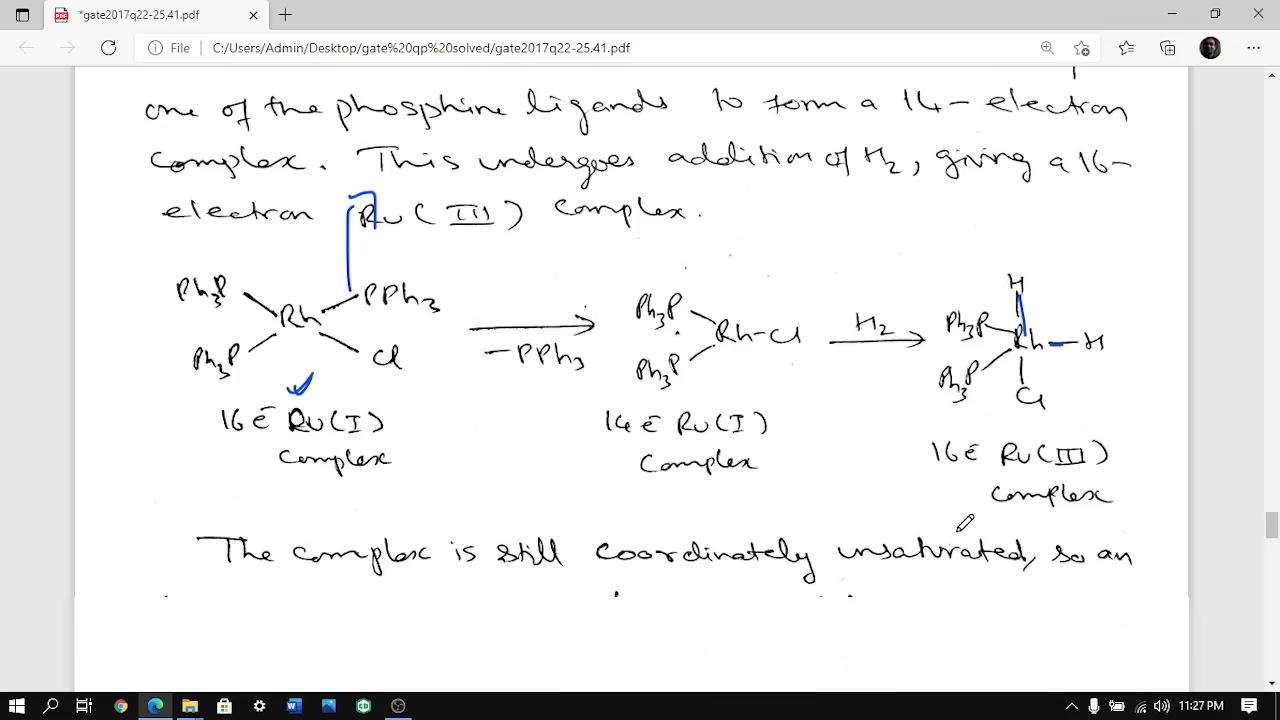 *gate2017q22-25,41.pdf
File C:/Users/Admin/Desktop/gate%20qp%20solved/gate2017q22-25,41.pdf
one of the phosphine ligands to form a 14-electron
complex. This undergoes addition of H2, giving a 16-
electron Ru(III) complex.
Ph3P PPh3 Rh Ph3P Cl
-PPh3
Ph3P Rh-Cl Ph3P
H2
H Ph3P Rh-H Ph3P Cl
16e̅ Ru(I)
complex
14e̅ Ru(I)
Complex
16e̅ Ru(III)
complex
The complex is still coordinately unsaturated, so an
11:27 PM